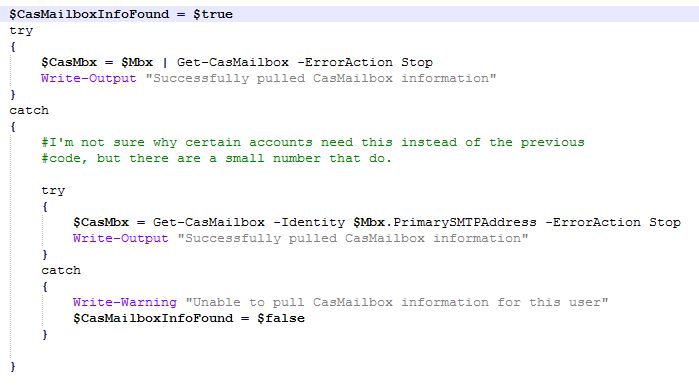 $CasMailboxInfoFound = $true
try
{
$CasMbx = $Mbx | Get-CasMailbox -ErrorAction Stop
Write-Output "Successfully pulled CasMailbox information"
}
catch
{
#I'm not sure why certain accounts need this instead of the previous
#code, but there are a small number that do.
try
{
$CasMbx = Get-CasMailbox -Identity $Mbx.PrimarySMTPAddress -ErrorAction Stop
Write-Output "Successfully pulled CasMailbox information"
}
catch
{
Write-Warning "Unable to pull CasMailbox information for this user"
$CasMailboxInfoFound = $false
}
}